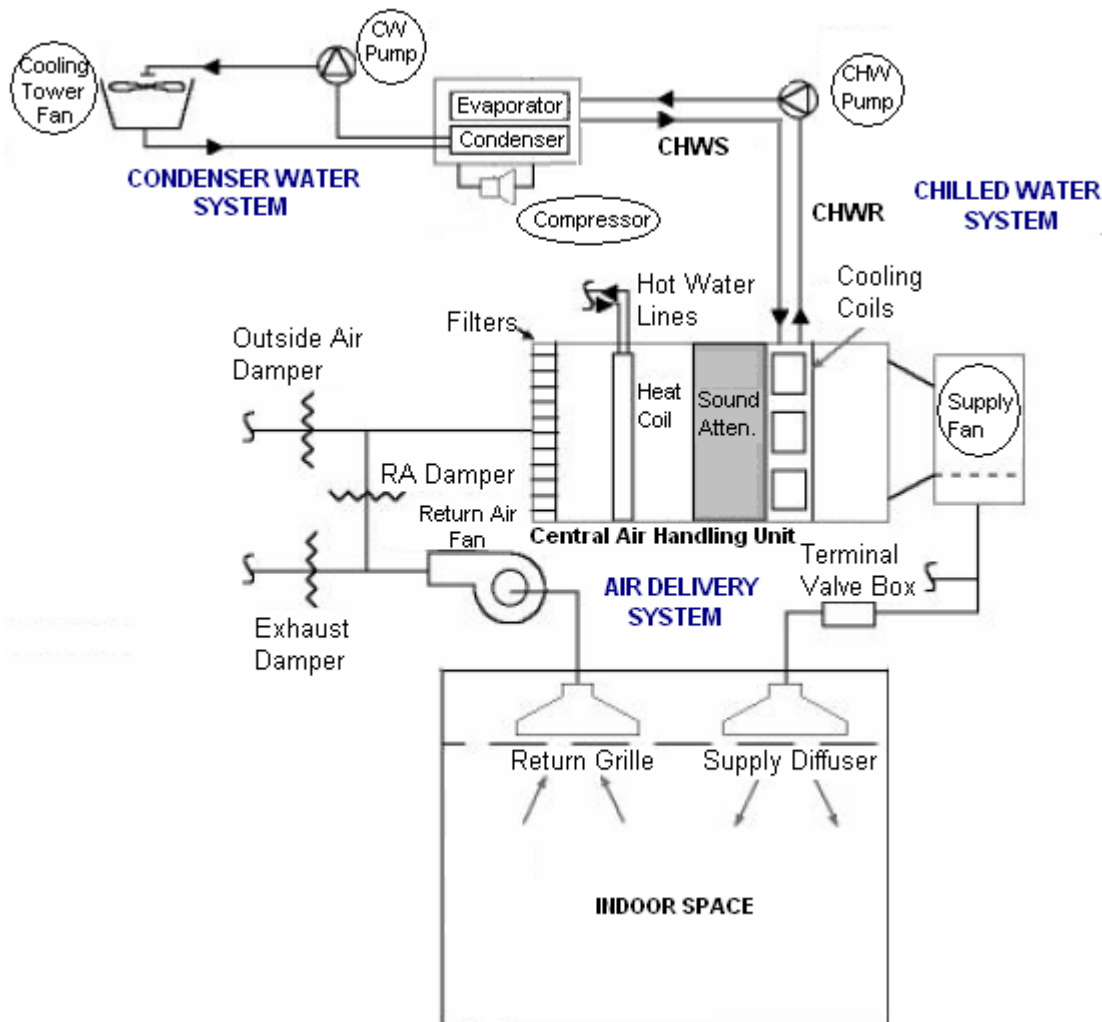 Cooling
Tower
Fan
CW
Pump
CHW
Pump
Evaporator
Condenser
CHWS
CONDENSER WATER
SYSTEM
Compressor
CHWR
CHILLED WATER
SYSTEM
Hot Water
Lines
Cooling
Coils
Filters
Outside Air
Damper
Heat
Coil
Sound
Atten.
Supply
Fan
RA Damper
Return Air
Fan
Central Air Handling Unit
Terminal
Valve Box
AIR DELIVERY
SYSTEM
Exhaust
Damper
Return Grille
Supply Diffuser
INDOOR SPACE